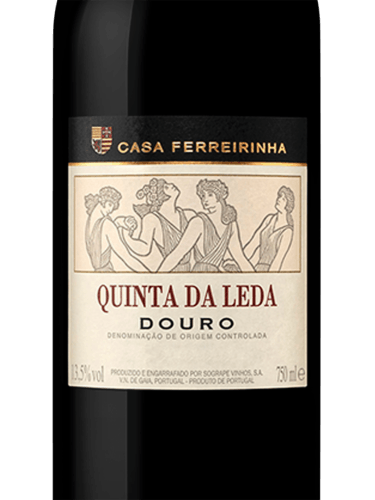 CASA FERREIRINHA
QUINTA DA LEDA
DOURO
DENOMINAÇÃO DE ORIGEM CONTROLADA
13.5% vol
PRODUZIDO E ENGARRAFADO POR SOGRAPE VINHOS, S.A.
V.N. DE GAIA, PORTUGAL - PRODUTO DE PORTUGAL
750 ml e